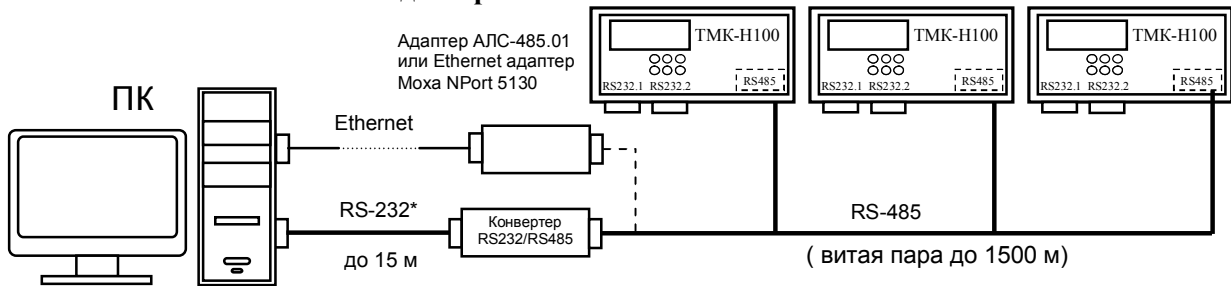 Адаптер АЛС-485.01
или Ethernet адаптер
Moxa NPort 5130
ТМК-Н100
RS232.1 RS232.2
RS485
ТМК-Н100
RS232.1 RS232.2
RS485
ТМК-Н100
RS232.1 RS232.2
RS485
ПК
Ethernet
RS-232*
до 15 м
Конвертер
RS232/RS485
RS-485
( витая пара до 1500 м)